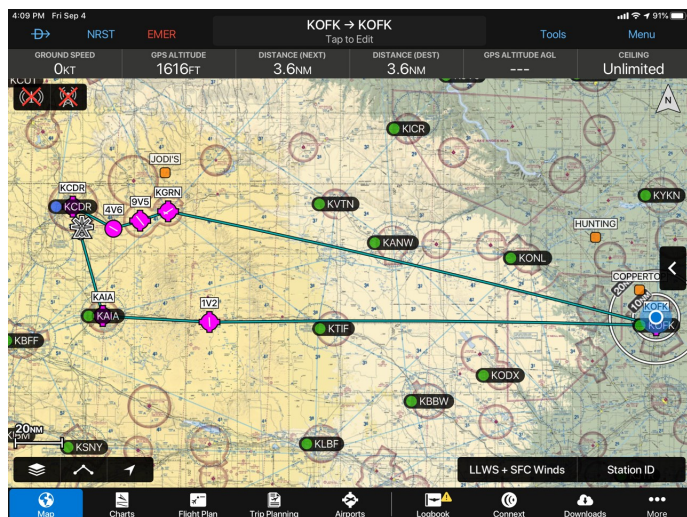 4:09 PM Fri Sep 4
91%
NRST
EMER
KOFK → KOFK
Tap to Edit
Tools
Menu
GROUND SPEED
0KT
GPS ALTITUDE
1616FT
DISTANCE (NEXT)
3.6NM
DISTANCE (DEST)
3.6NM
GPS ALTITUDE AGL
---
CEILING
Unlimited
KCUT
N
KICR
JODI'S
KCDR
KCDR
4V6
9V5
KGRN
KVTN
KYKN
HUNTING
KANW
KONL
COPPERTO
20NM
10NM
KOFK
KOFK
KAIA
KAIA
1V2
KTIF
KBFF
KODX
KBBW
20NM
KSNY
KLBF
LLWS + SFC Winds
Station ID
Map
Charts
Flight Plan
Trip Planning
Airports
Logbook
Connext
Downloads
More